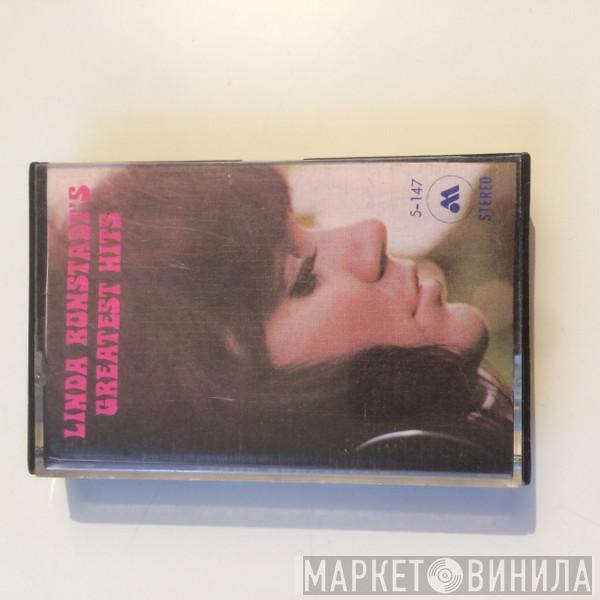 LINDA RONSTADT'S
GREATEST HITS
5-147
STEREO
МАРКЕТ ВИНИЛА